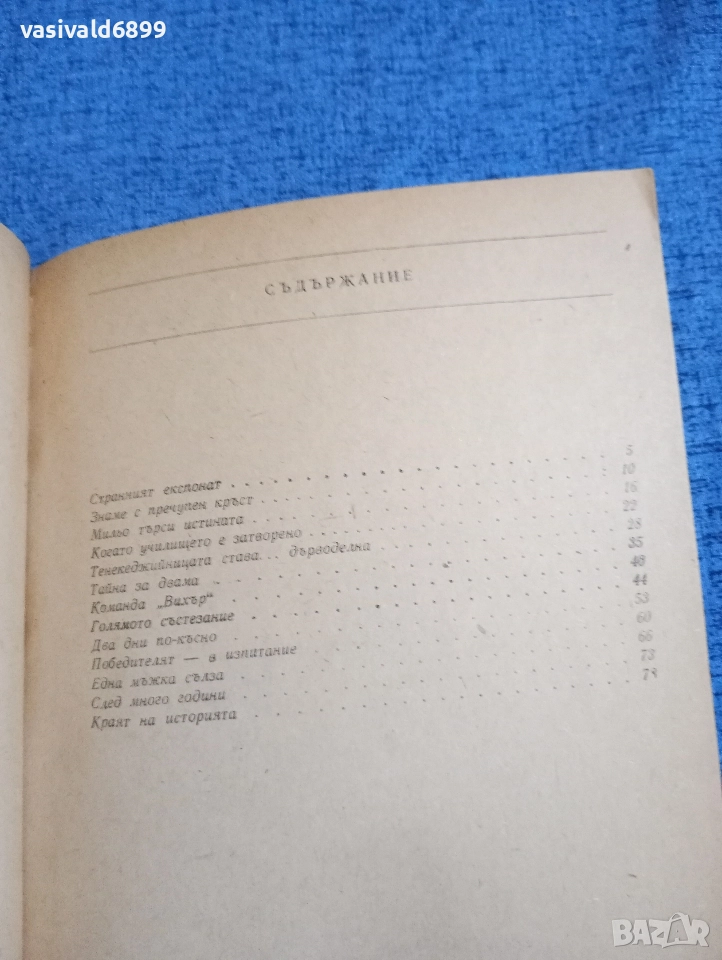 vasivald6899
СЪДЪРЖАНИЕ
Странният експонат . . . . . . . . . . 5
Знаме с пречупен кръст . . . . . . . . . . 10
Мильо търси истината . . . . . . . . . . 16
Когато училището е затворено . . . . . . . . . . 22
Тенекеджийницата става... дърводелна . . . . . . . 28
Тайна за двама . . . . . . . . . . 35
Команда „Вихър“ . . . . . . . . . .
Голямото състезание . . . . . . . . . . 44
Два дни по-късно . . . . . . . . . . 53
Победителят — в изпитание . . . . . . . . . . 60
Една мъжка сълза . . . . . . . . . . 66
След много години . . . . . . . . . . 73
Краят на историята . . . . . . . . . . 78
BAZAR